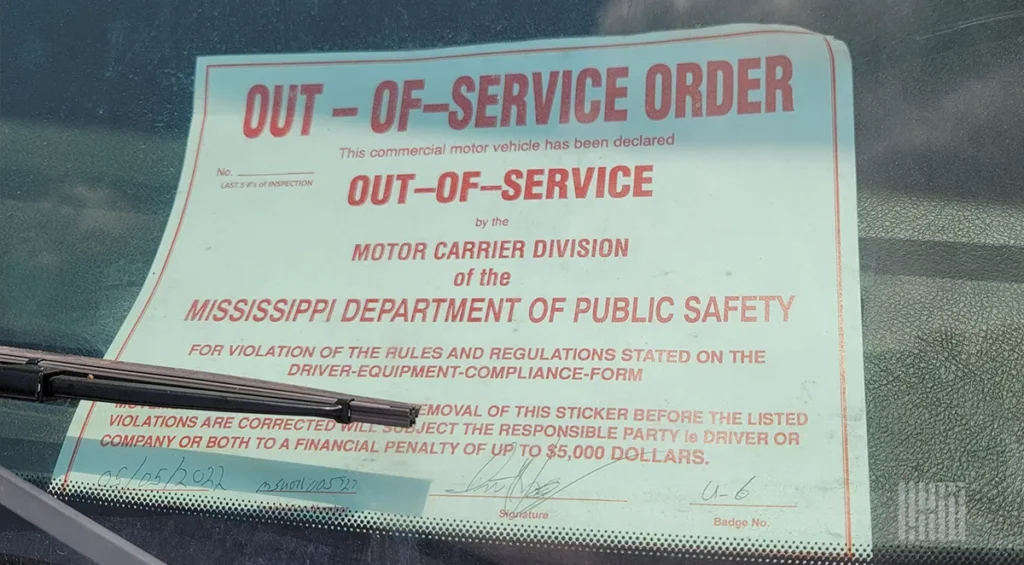 OUT – OF–SERVICE ORDER
This commercial motor vehicle has been declared
No.
LAST 5 #'s of INSPECTION
OUT–OF–SERVICE
by the
MOTOR CARRIER DIVISION
of the
MISSISSIPPI DEPARTMENT OF PUBLIC SAFETY
FOR VIOLATION OF THE RULES AND REGULATIONS STATED ON THE
DRIVER-EQUIPMENT-COMPLIANCE-FORM
EMOVAL OF THIS STICKER BEFORE THE LISTED
VIOLATIONS ARE CORRECTED WILL SUBJECT THE RESPONSIBLE PARTY ie DRIVER OR
COMPANY OR BOTH TO A FINANCIAL PENALTY OF UP TO $5,000 DOLLARS.
05/05/2022 U-6
Signature Badge No.